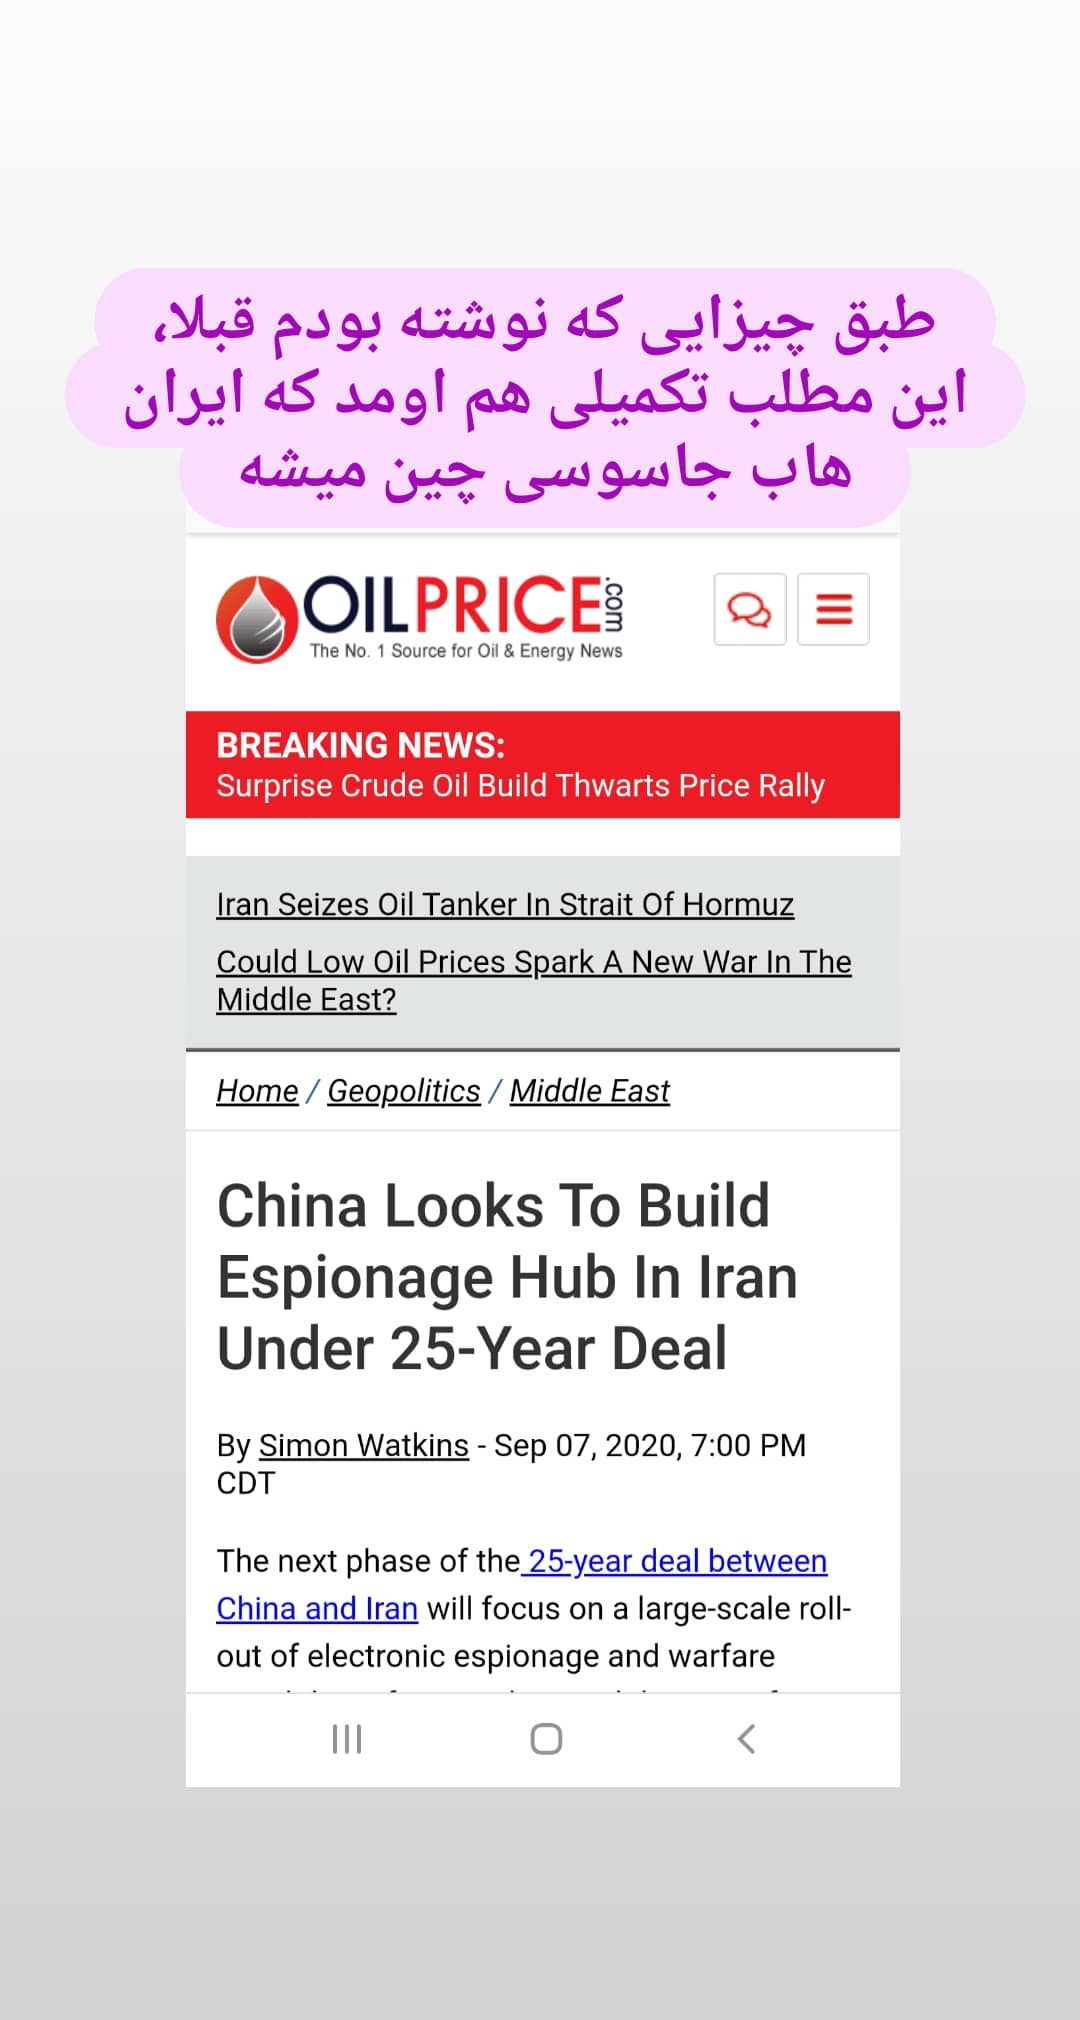 طبق چیزایی که نوشته بودم قبلا،
این مطلب تکمیلی هم اومد که ایران
هاب جاسوسی چین میشه
OILPRICE.com
The No. 1 Source for Oil & Energy News
BREAKING NEWS:
Surprise Crude Oil Build Thwarts Price Rally
Iran Seizes Oil Tanker In Strait Of Hormuz
Could Low Oil Prices Spark A New War In The
Middle East?
Home / Geopolitics / Middle East
China Looks To Build
Espionage Hub In Iran
Under 25-Year Deal
By Simon Watkins - Sep 07, 2020, 7:00 PM
CDT
The next phase of the 25-year deal between
China and Iran will focus on a large-scale roll-
out of electronic espionage and warfare